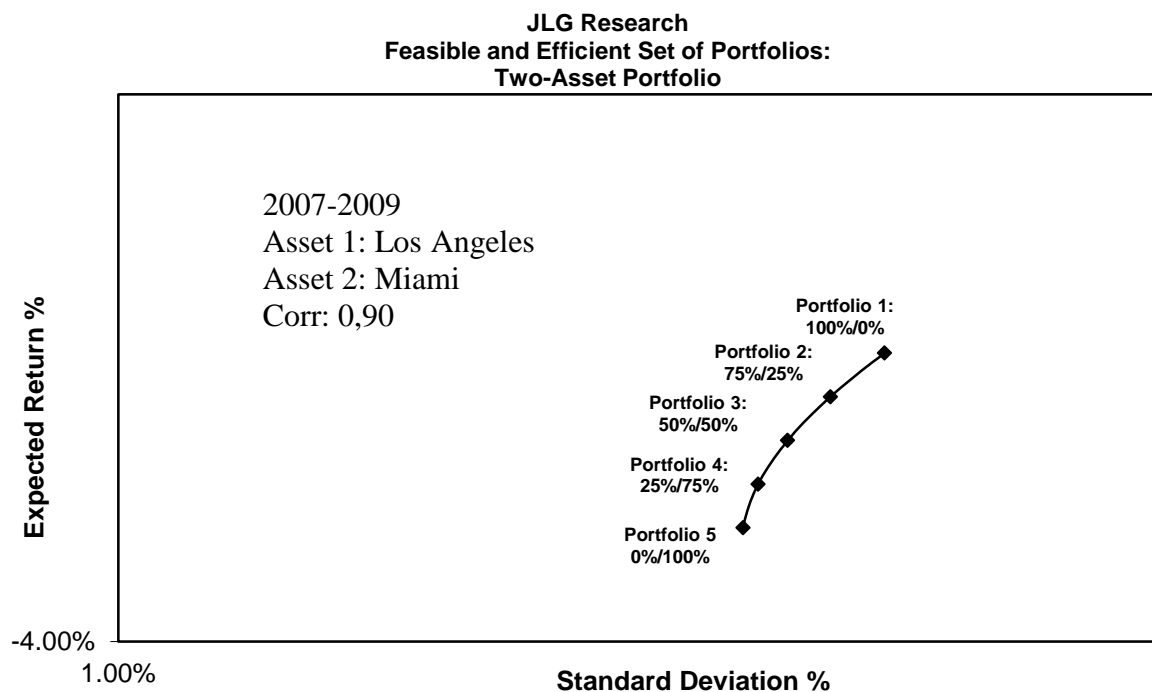 JLG Research
Feasible and Efficient Set of Portfolios:
Two-Asset Portfolio
2007-2009
Asset 1: Los Angeles
Asset 2: Miami
Corr: 0,90
Portfolio 1:
100%/0%
Portfolio 2:
75%/25%
Portfolio 3:
50%/50%
Portfolio 4:
25%/75%
Portfolio 5
0%/100%
Expected Return %
-4.00%
1.00%
Standard Deviation %